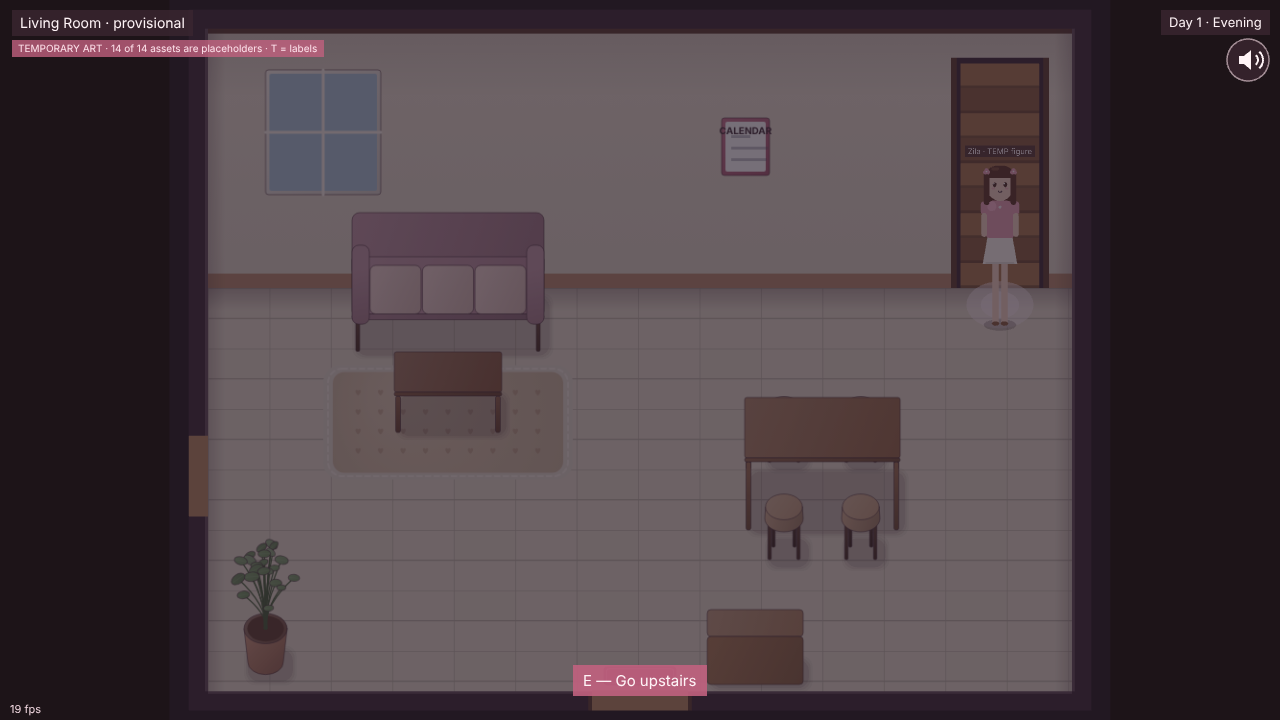 Living Room · provisional
TEMPORARY ART · 14 of 14 assets are placeholders · T = labels
Day 1 · Evening
CALENDAR
Zita · TEMP figure
E — Go upstairs
19 fps